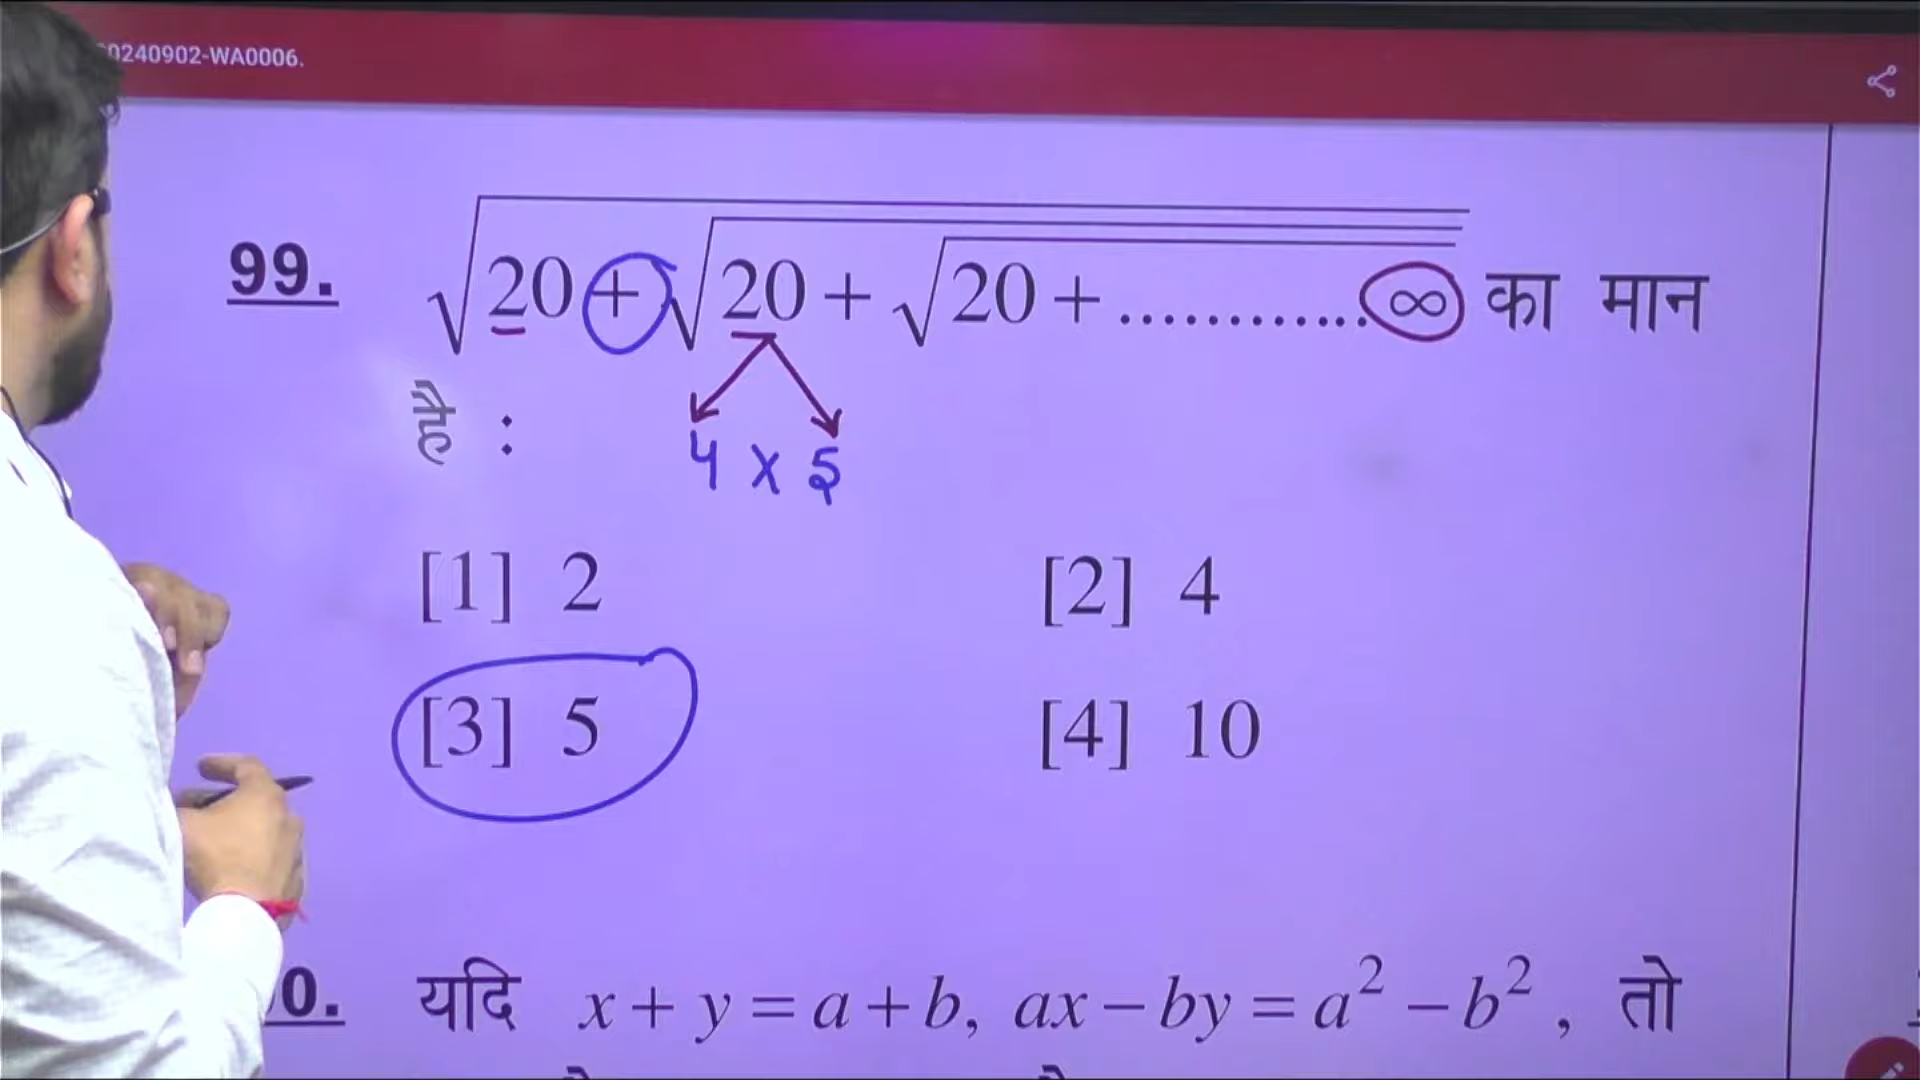 0240902-WA0006.
99. √20 + √20 + √20 + ............∞ का मान
है :
4 x 5
[1] 2 [2] 4
[3] 5 [4] 10
0. यदि x + y = a + b, ax − by = a² − b² , तो